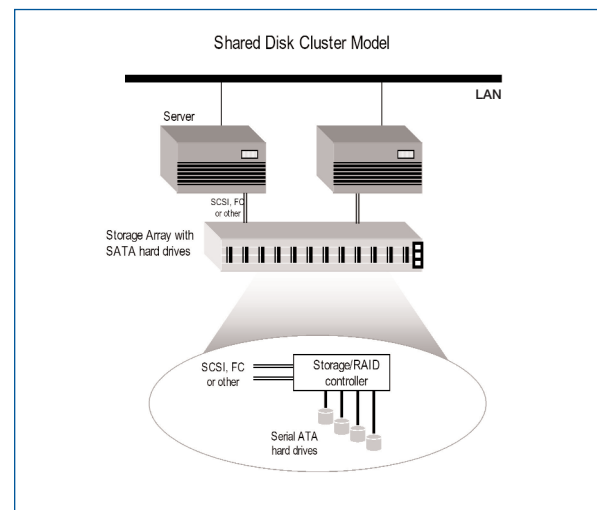 Shared Disk Cluster Model
LAN
Server
SCSI, FC
or other
Storage Array with
SATA hard drives
SCSI, FC
or other
Storage/RAID
controller
Serial ATA
hard drives